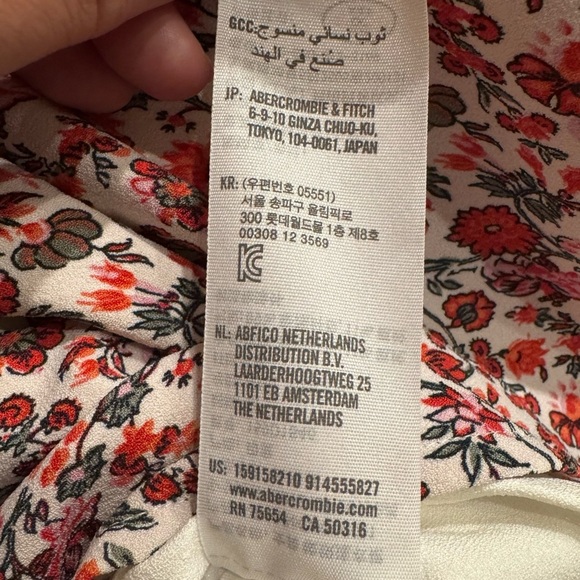 GCC: ثوب نسائي منسوج.
صُنع في الهند
JP: ABERCROMBIE & FITCH
6-9-10 GINZA CHUO-KU,
TOKYO, 104-0061, JAPAN
KR: (우편번호 05551)
서울 송파구 올림픽로
300 롯데월드몰 1층 제8호
00308 12 3569
NL: ABFICO NETHERLANDS
DISTRIBUTION B.V.
LAARDERHOOGTWEG 25
1101 EB AMSTERDAM
THE NETHERLANDS
US: 159158210 914555827
www.abercrombie.com
RN 75654 CA 50316